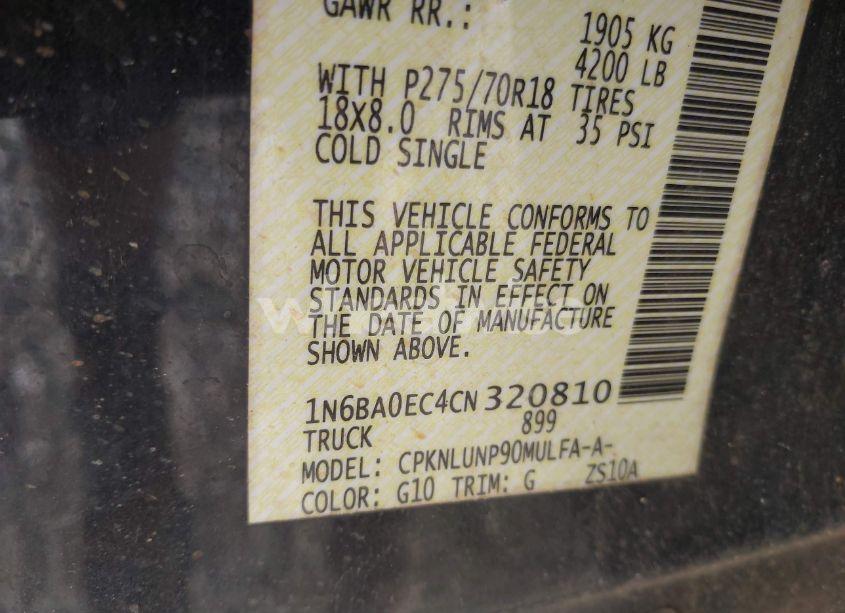 GAWR RR.: 1905 KG
4200 LB
WITH P275/70R18 TIRES
18X8.0 RIMS AT 35 PSI
COLD SINGLE
THIS VEHICLE CONFORMS TO
ALL APPLICABLE FEDERAL
MOTOR VEHICLE SAFETY
STANDARDS IN EFFECT ON
THE DATE OF MANUFACTURE
SHOWN ABOVE.
1N6BA0EC4CN320810
TRUCK 899
MODEL: CPKNLUNP90MULFA-A-
COLOR: G10 TRIM: G ZS10A